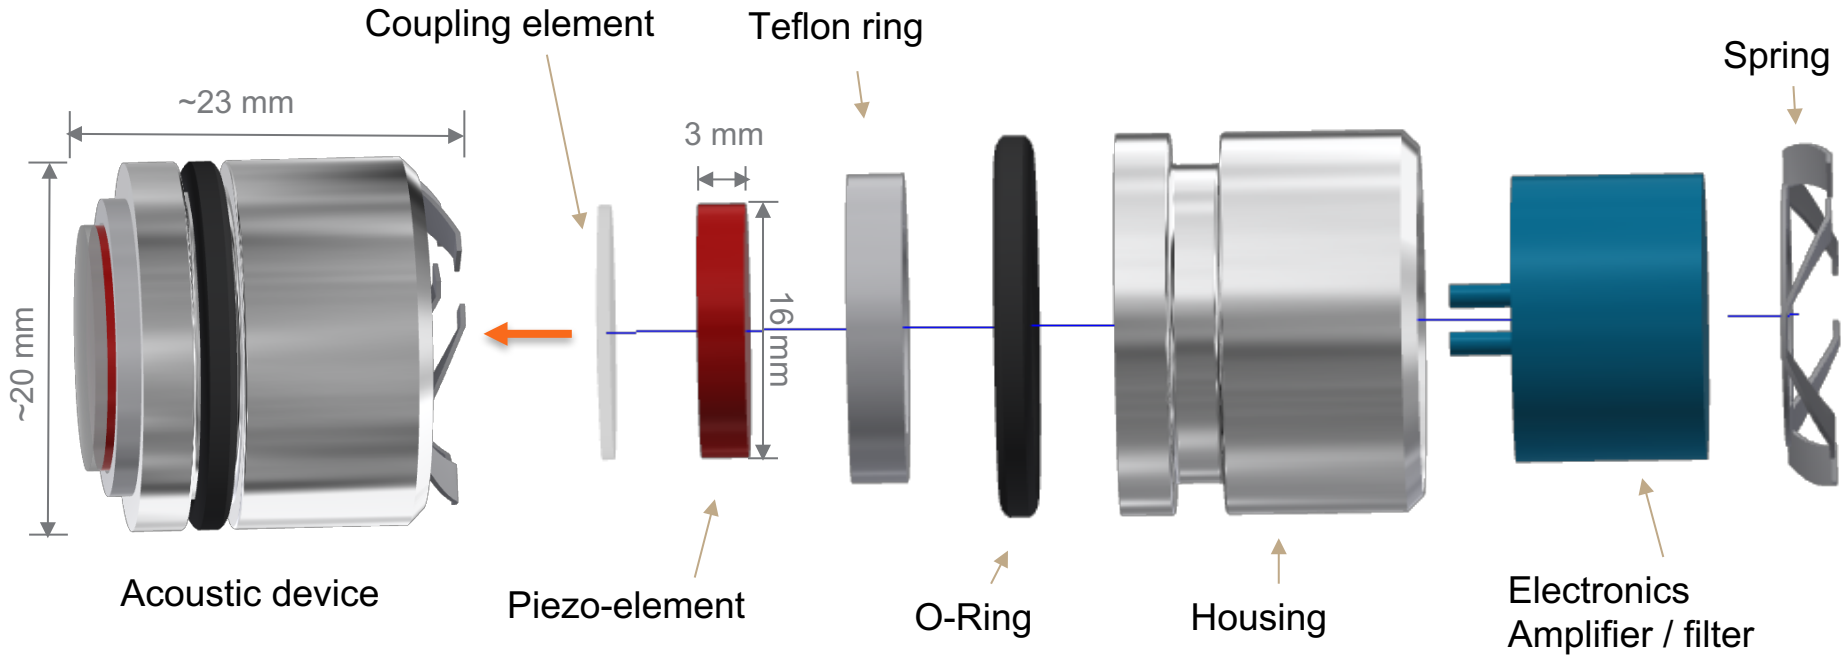 Coupling element
Teflon ring
Spring
~23 mm
3 mm
16 mm
~20 mm
Acoustic device
Piezo-element
O-Ring
Housing
Electronics
Amplifier / filter